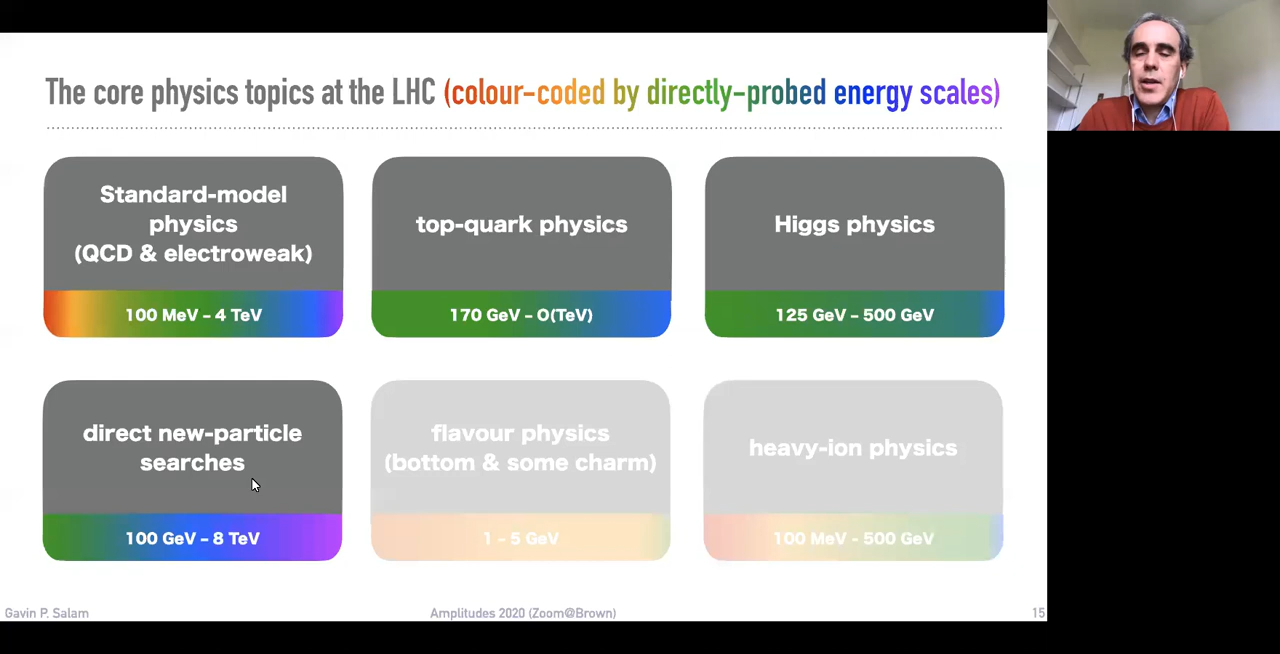 The core physics topics at the LHC (colour-coded by directly-probed energy scales)
Standard-model
physics
(QCD & electroweak)
100 MeV – 4 TeV
top-quark physics
170 GeV – O(TeV)
Higgs physics
125 GeV – 500 GeV
direct new-particle
searches
100 GeV – 8 TeV
flavour physics
(bottom & some charm)
1 – 5 GeV
heavy-ion physics
100 MeV – 500 GeV
Gavin P. Salam
Amplitudes 2020 (Zoom@Brown)
15